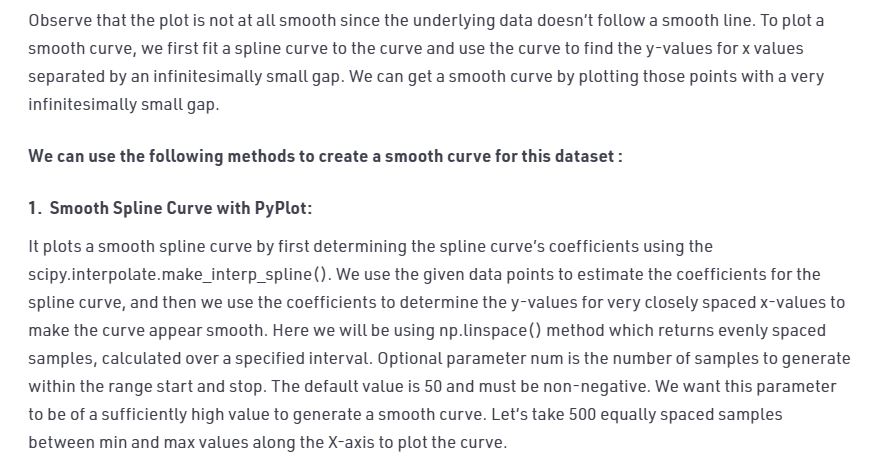 Observe that the plot is not at all smooth since the underlying data doesn't follow a smooth line. To plot a
smooth curve, we first fit a spline curve to the curve and use the curve to find the y-values for x values
separated by an infinitesimally small gap. We can get a smooth curve by plotting those points with a very
infinitesimally small gap.
We can use the following methods to create a smooth curve for this dataset :
1. Smooth Spline Curve with PyPlot:
It plots a smooth spline curve by first determining the spline curve's coefficients using the
scipy.interpolate.make_interp_spline(). We use the given data points to estimate the coefficients for the
spline curve, and then we use the coefficients to determine the y-values for very closely spaced x-values to
make the curve appear smooth. Here we will be using np.linspace() method which returns evenly spaced
samples, calculated over a specified interval. Optional parameter num is the number of samples to generate
within the range start and stop. The default value is 50 and must be non-negative. We want this parameter
to be of a sufficiently high value to generate a smooth curve. Let's take 500 equally spaced samples
between min and max values along the X-axis to plot the curve.